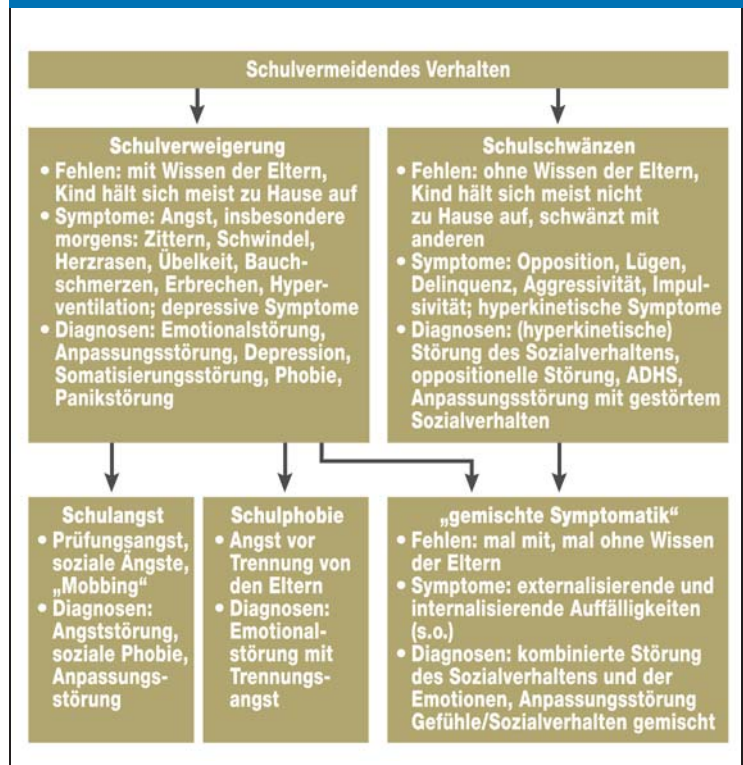 Schulvermeidendes Verhalten
Schulverweigerung
• Fehlen: mit Wissen der Eltern,
Kind hält sich meist zu Hause auf
• Symptome: Angst, insbesondere
morgens: Zittern, Schwindel,
Herzrasen, Übelkeit, Bauch-
schmerzen, Erbrechen, Hyper-
ventilation; depressive Symptome
• Diagnosen: Emotionalstörung,
Anpassungsstörung, Depression,
Somatisierungsstörung, Phobie,
Panikstörung
Schulschwänzen
• Fehlen: ohne Wissen der Eltern,
Kind hält sich meist nicht
zu Hause auf, schwänzt mit
anderen
• Symptome: Opposition, Lügen,
Delinquenz, Aggressivität, Impul-
sivität; hyperkinetische Symptome
• Diagnosen: (hyperkinetische)
Störung des Sozialverhaltens,
oppositionelle Störung, ADHS,
Anpassungsstörung mit gestörtem
Sozialverhalten
Schulangst
• Prüfungsangst,
soziale Ängste,
„Mobbing“
• Diagnosen:
Angststörung,
soziale Phobie,
Anpassungs-
störung
Schulphobie
• Angst vor
Trennung von
den Eltern
• Diagnosen:
Emotional-
störung mit
Trennungs-
angst
„gemischte Symptomatik“
• Fehlen: mal mit, mal ohne Wissen
der Eltern
• Symptome: externalisierende und
internalisierende Auffälligkeiten
(s.o.)
• Diagnosen: kombinierte Störung
des Sozialverhaltens und der
Emotionen, Anpassungsstörung
Gefühle/Sozialverhalten gemischt